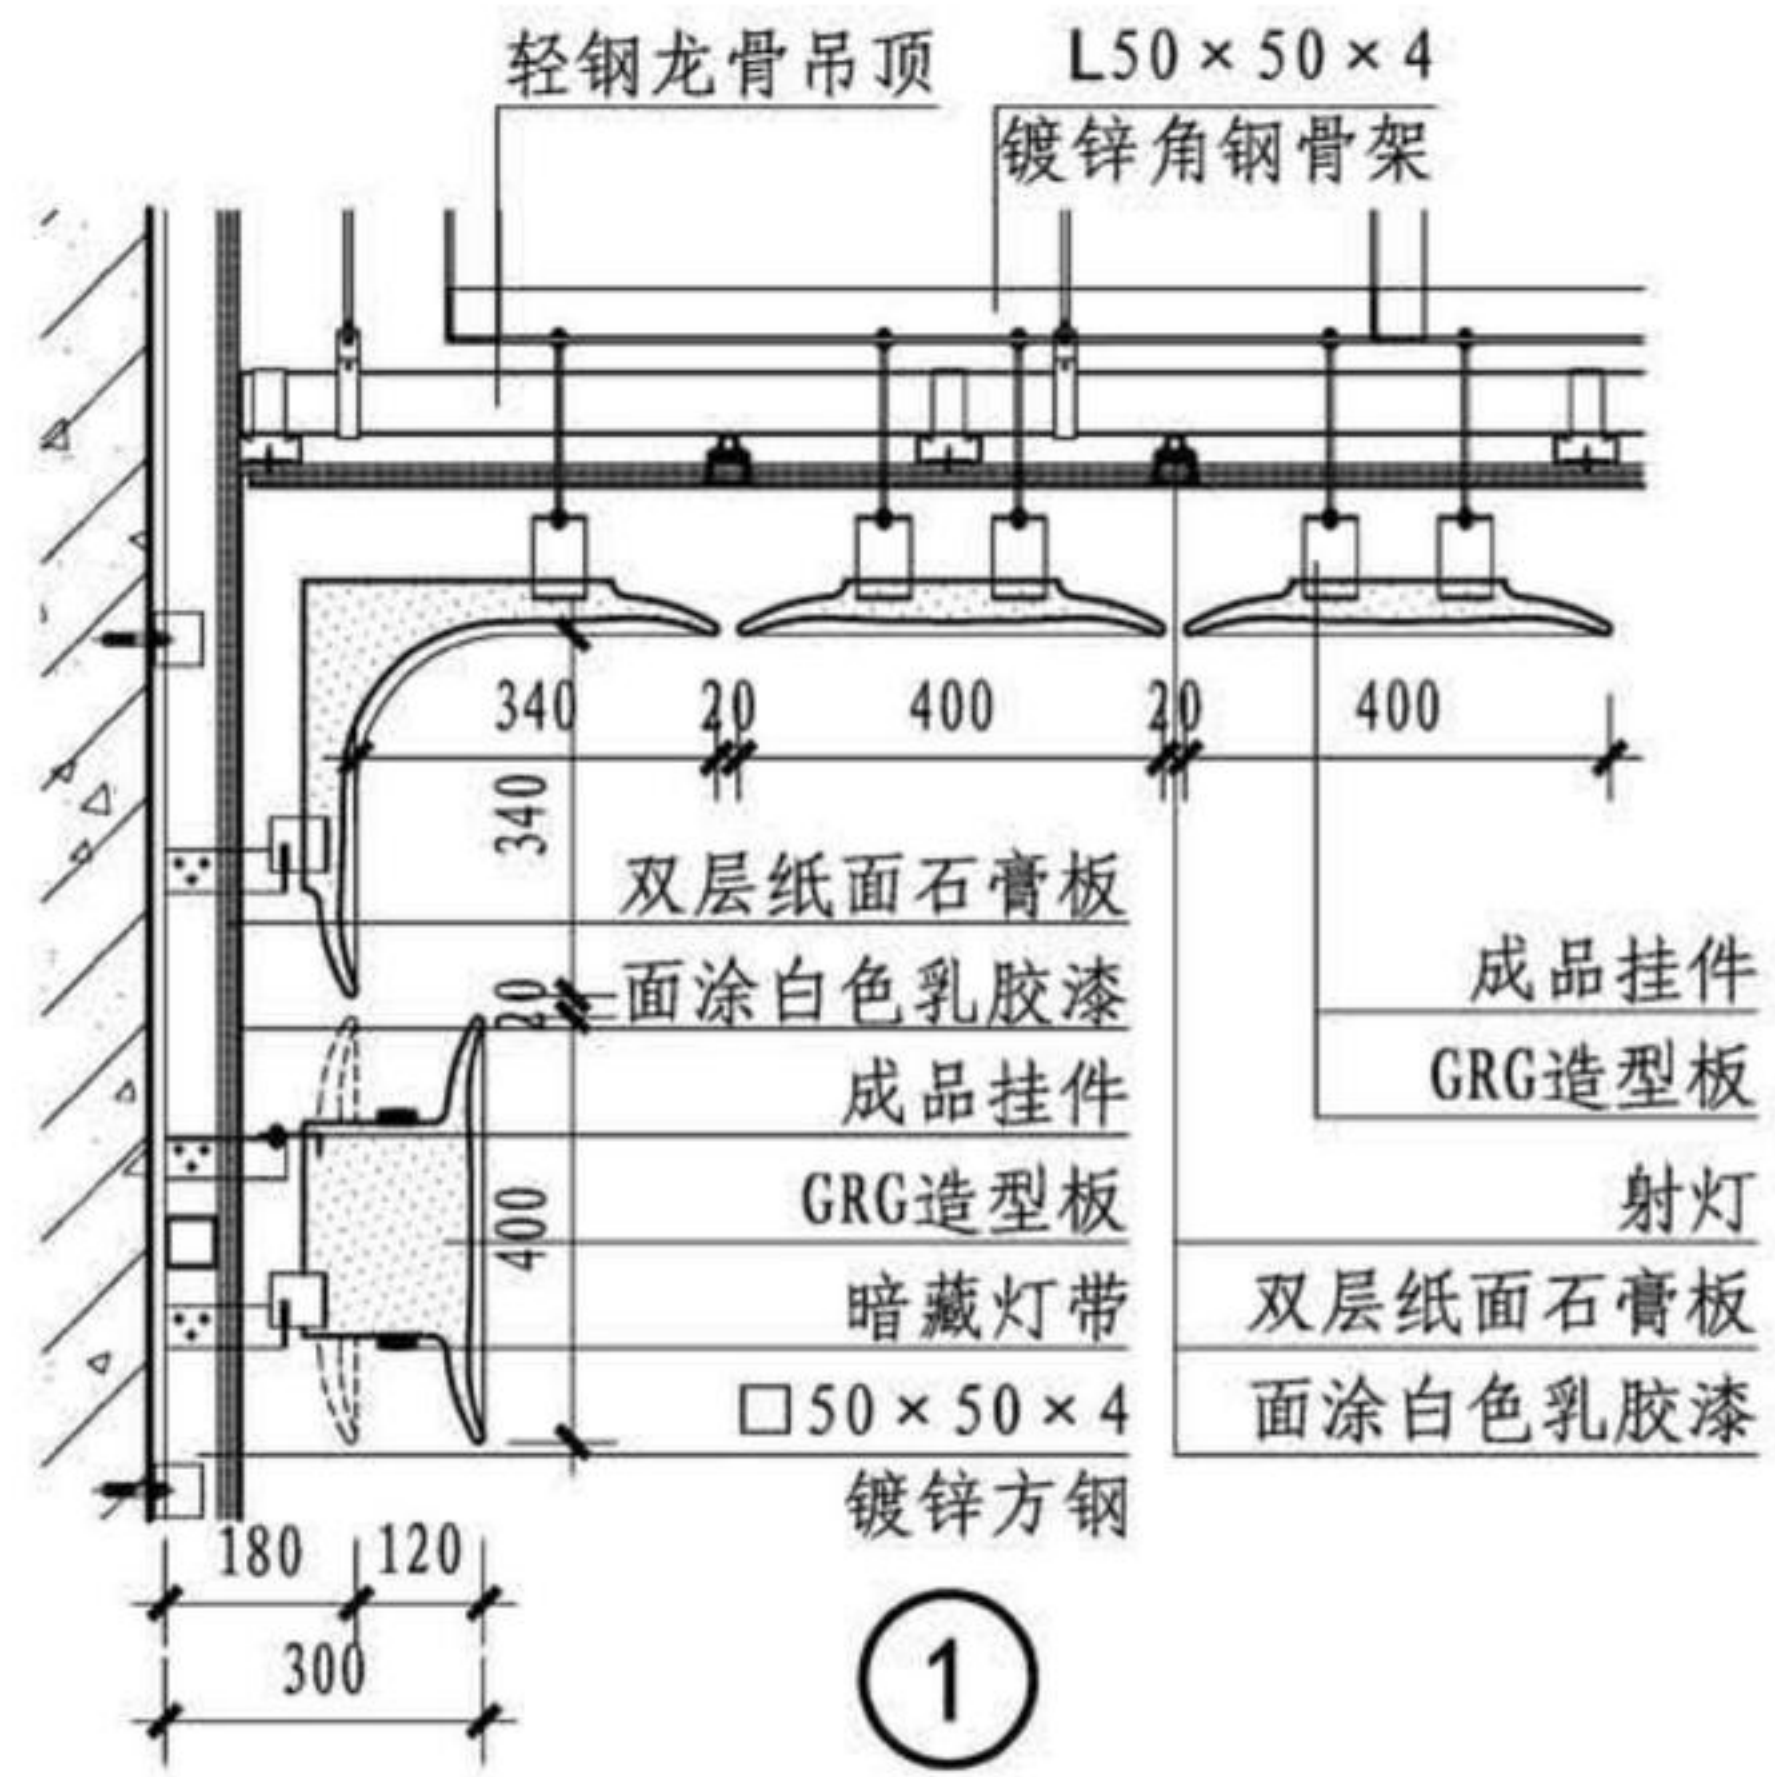 轻钢龙骨吊顶
L50×50×4
镀锌角钢骨架
340
20
400
20
400
340
双层纸面石膏板
面涂白色乳胶漆
20
成品挂件
GRG造型板
400
暗藏灯带
□50×50×4
镀锌方钢
成品挂件
GRG造型板
射灯
双层纸面石膏板
面涂白色乳胶漆
180
120
300
1